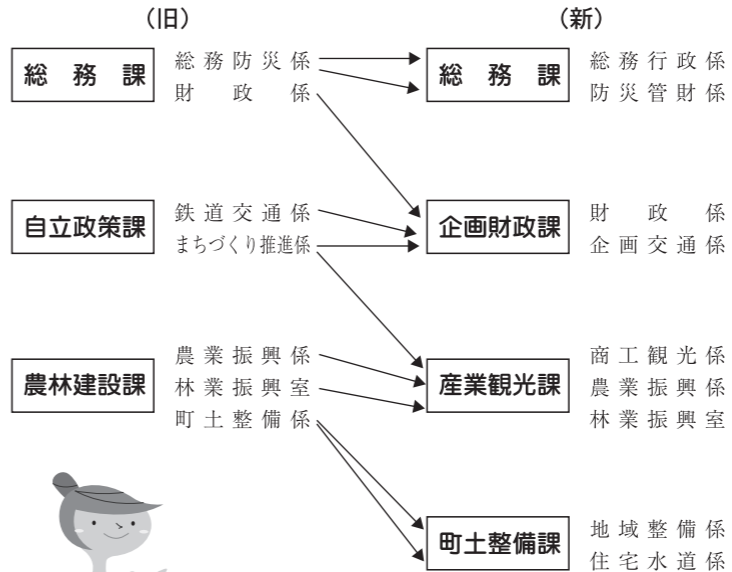 （旧）
（新）
総務課
総務防災係
財政係
総務課
総務行政係
防災管財係
自立政策課
鉄道交通係
まちづくり推進係
企画財政課
財政係
企画交通係
農林建設課
農業振興係
林業振興室
町土整備係
産業観光課
商工観光係
農業振興係
林業振興室
町土整備課
地域整備係
住宅水道係